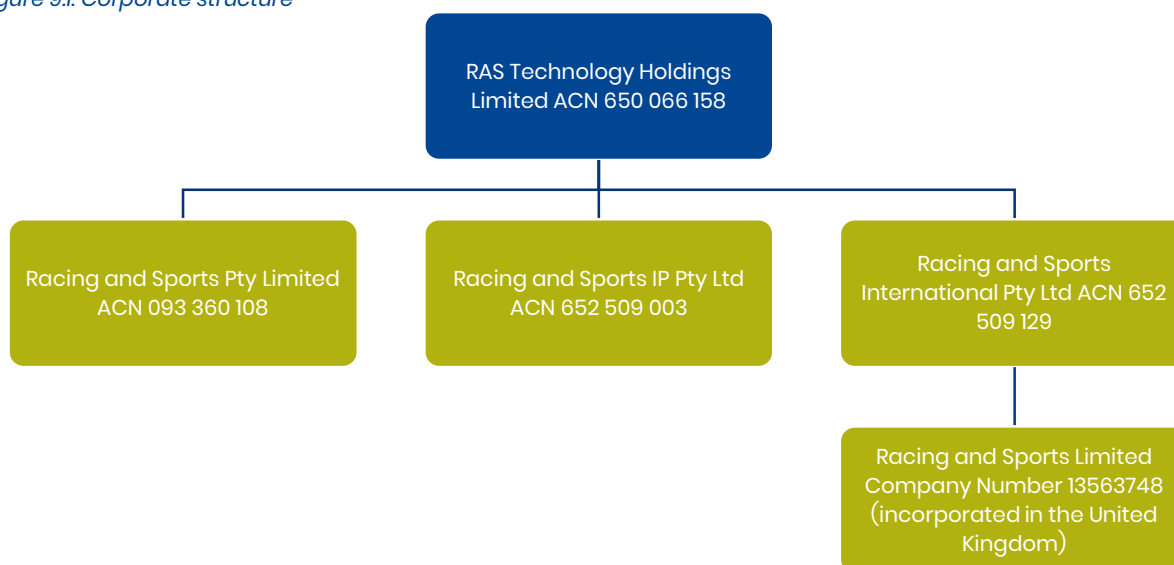 gure 9.1: Corporate structure
RAS Technology Holdings
Limited ACN 650 066 158
Racing and Sports Pty Limited
ACN 093 360 108
Racing and Sports IP Pty Ltd
ACN 652 509 003
Racing and Sports
International Pty Ltd ACN 652
509 129
Racing and Sports Limited
Company Number 13563748
(incorporated in the United
Kingdom)